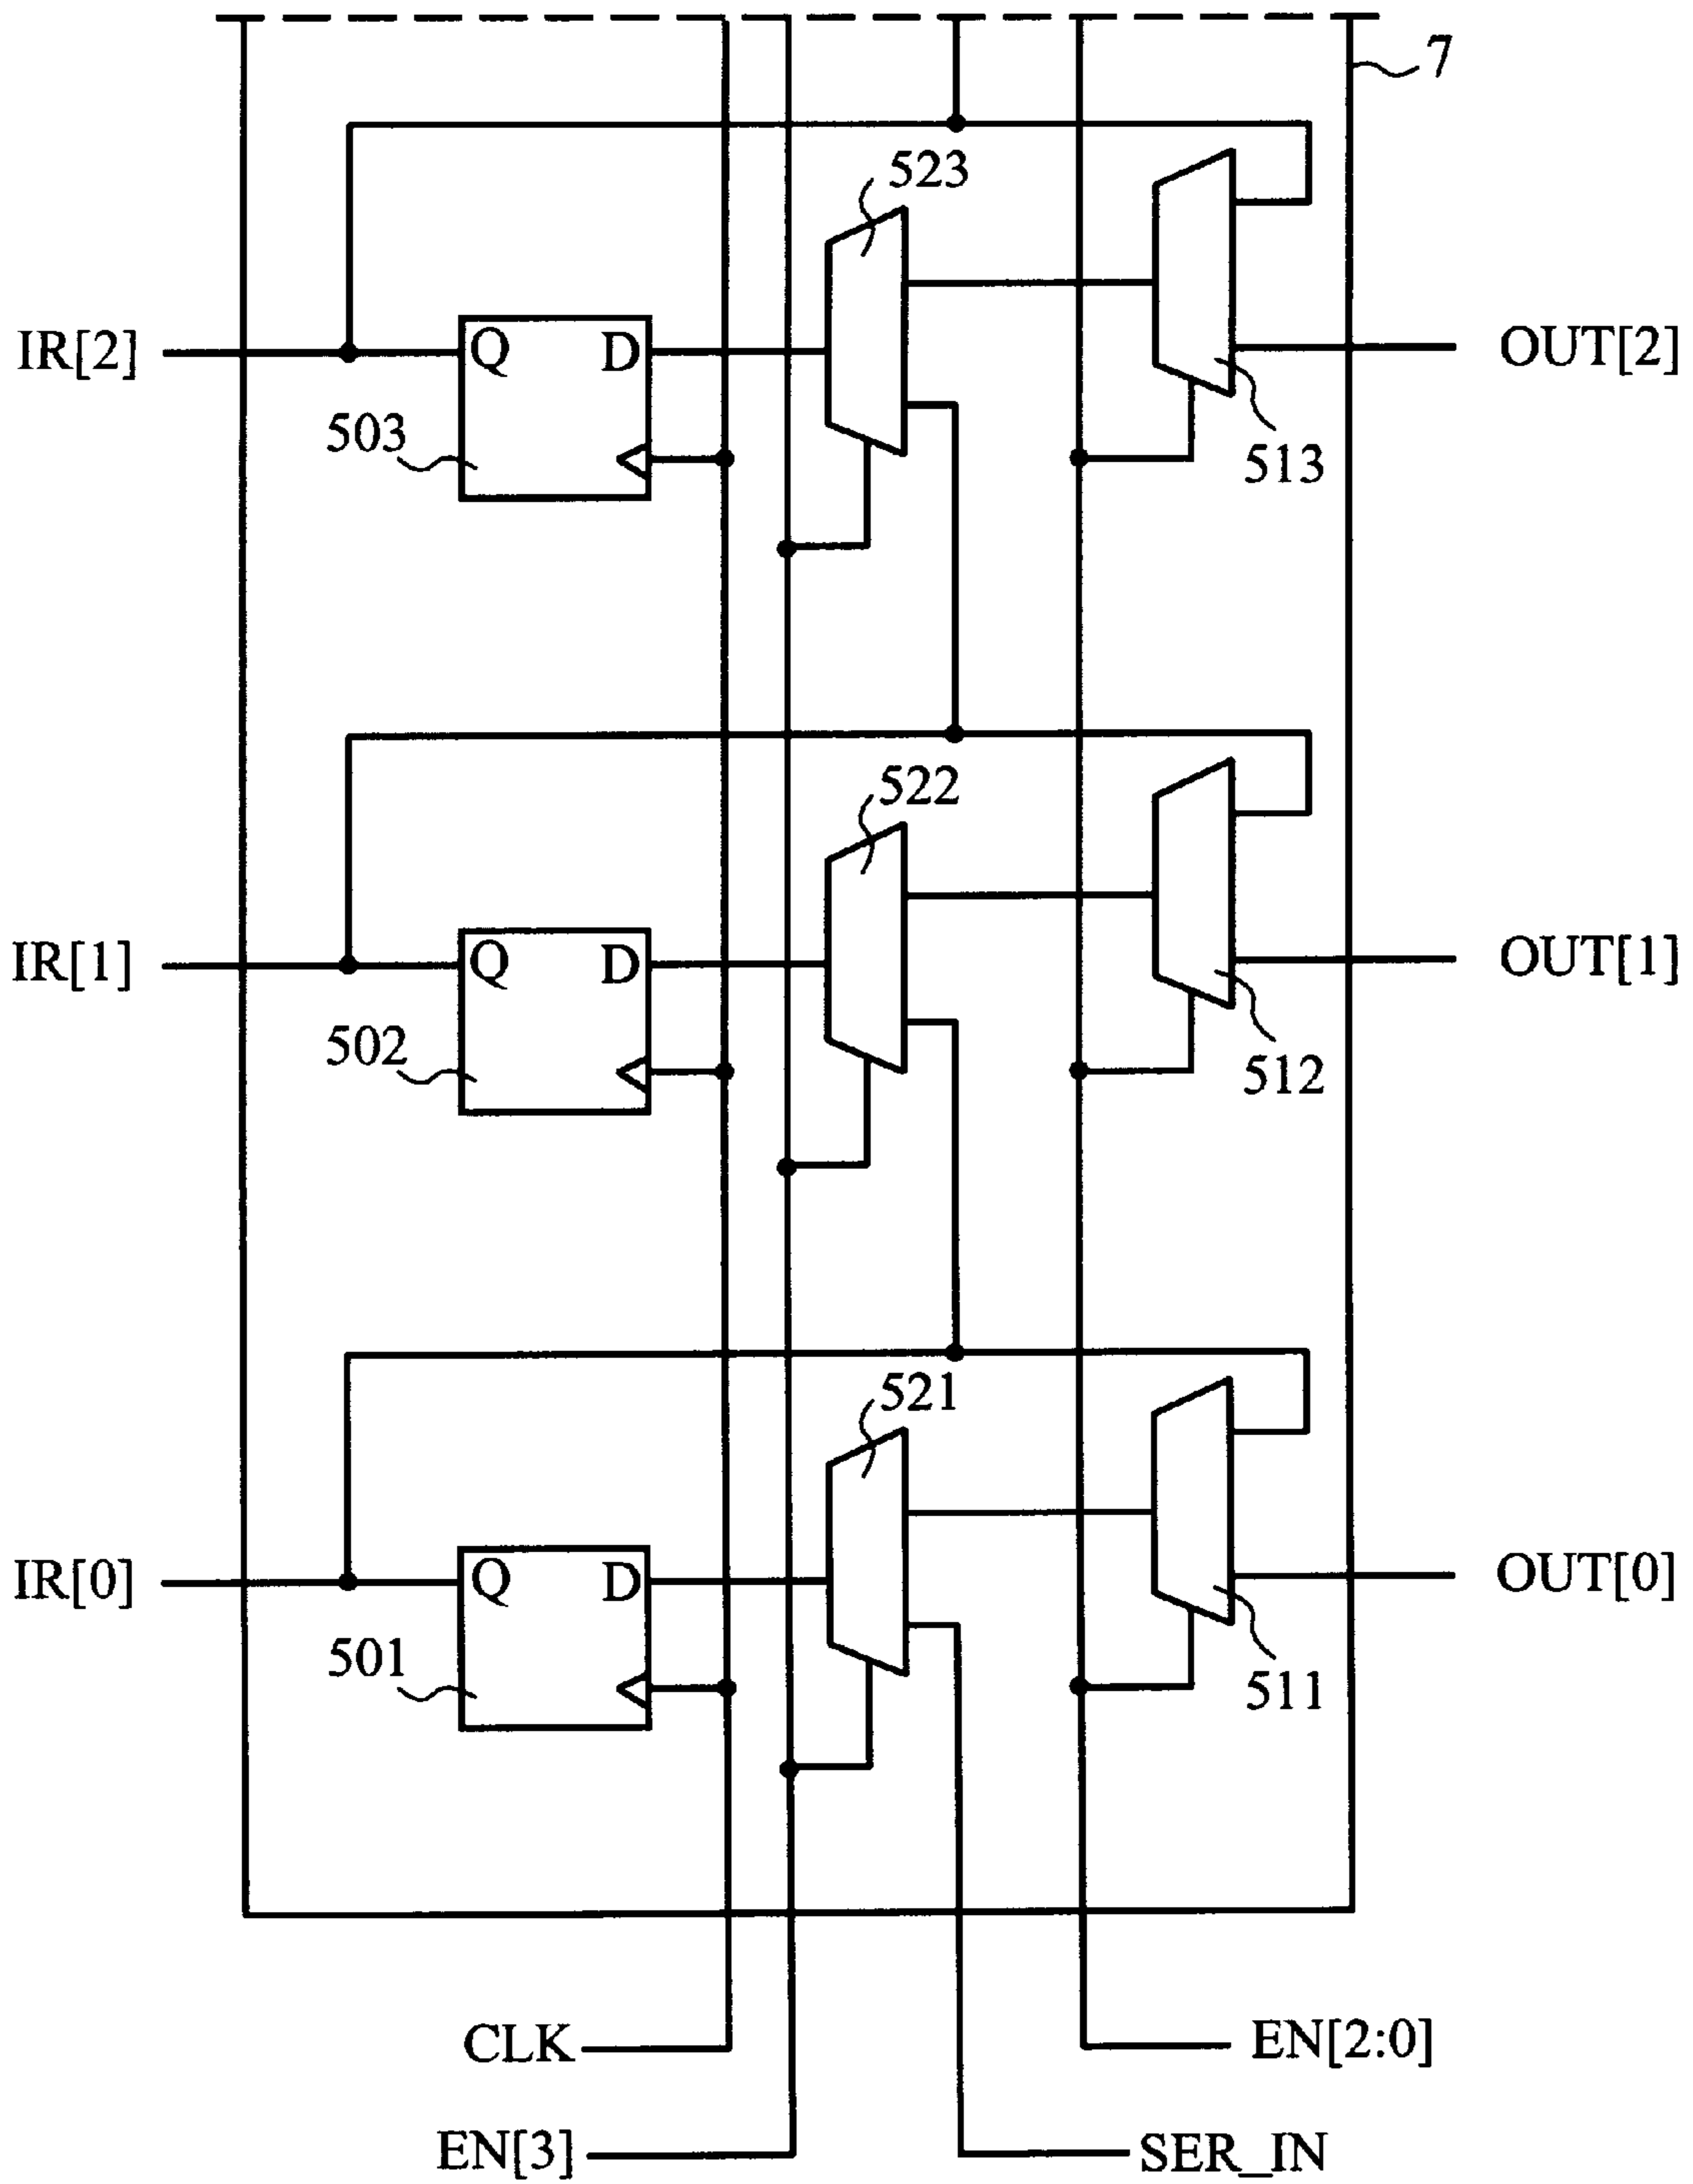 7
523
IR[2]
Q D
OUT[2]
503
513
522
IR[1]
Q D
OUT[1]
502
512
521
IR[0]
Q D
OUT[0]
501
511
CLK
EN[2:0]
EN[3]
SER_IN